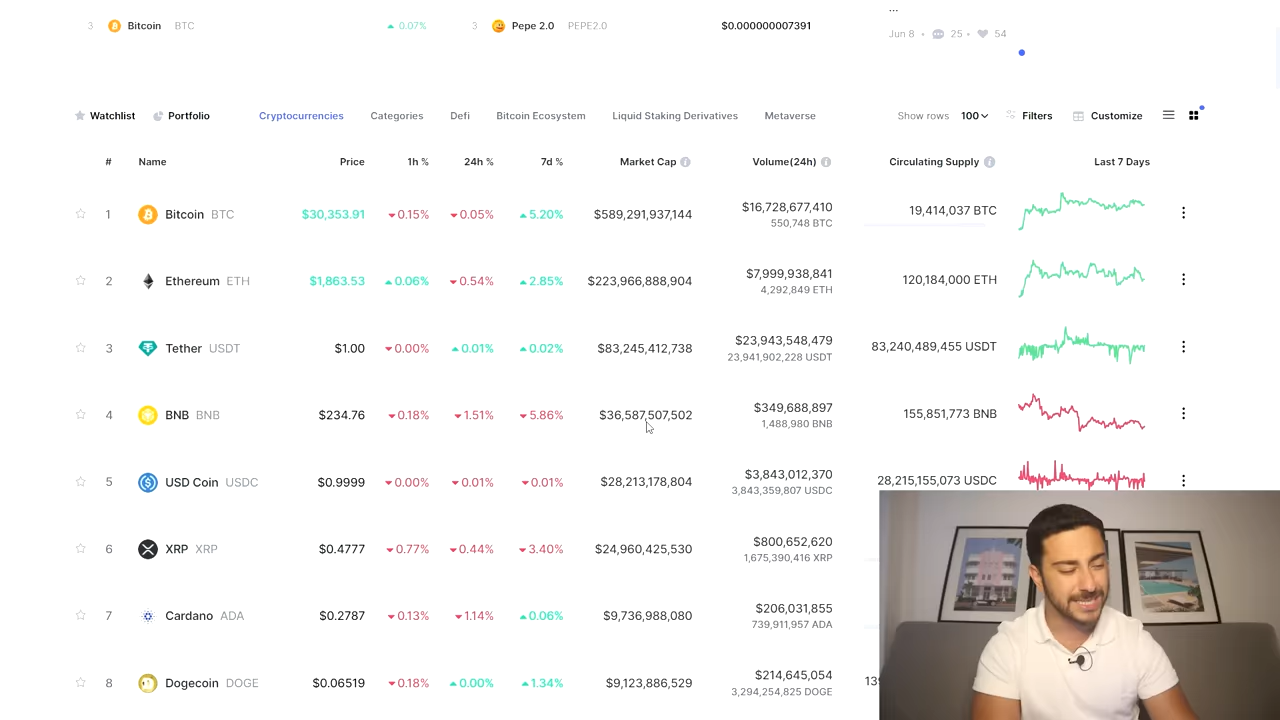 3 Bitcoin BTC 0.07% 3 Pepe 2.0 PEPE2.0 $0.000000007391
...
Jun 8 • 25 • 54
Watchlist Portfolio Cryptocurrencies Categories Defi Bitcoin Ecosystem Liquid Staking Derivatives Metaverse Show rows 100 Filters Customize
# Name Price 1h % 24h % 7d % Market Cap Volume(24h) Circulating Supply Last 7 Days
1 Bitcoin BTC $30,353.91 0.15% 0.05% 5.20% $589,291,937,144 $16,728,677,410 19,414,037 BTC
550,748 BTC
2 Ethereum ETH $1,863.53 0.06% 0.54% 2.85% $223,966,888,904 $7,999,938,841 120,184,000 ETH
4,292,849 ETH
3 Tether USDT $1.00 0.00% 0.01% 0.02% $83,245,412,738 $23,943,548,479 83,240,489,455 USDT
23,941,902,228 USDT
4 BNB BNB $234.76 0.18% 1.51% 5.86% $36,587,507,502 $349,688,897 155,851,773 BNB
1,488,980 BNB
5 USD Coin USDC $0.9999 0.00% 0.01% 0.01% $28,213,178,804 $3,843,012,370 28,215,155,073 USDC
3,843,359,807 USDC
6 XRP XRP $0.4777 0.77% 0.44% 3.40% $24,960,425,530 $800,652,620
1,675,390,416 XRP
7 Cardano ADA $0.2787 0.13% 1.14% 0.06% $9,736,988,080 $206,031,855
739,911,957 ADA
8 Dogecoin DOGE $0.06519 0.18% 0.00% 1.34% $9,123,886,529 $214,645,054
3,294,254,825 DOGE